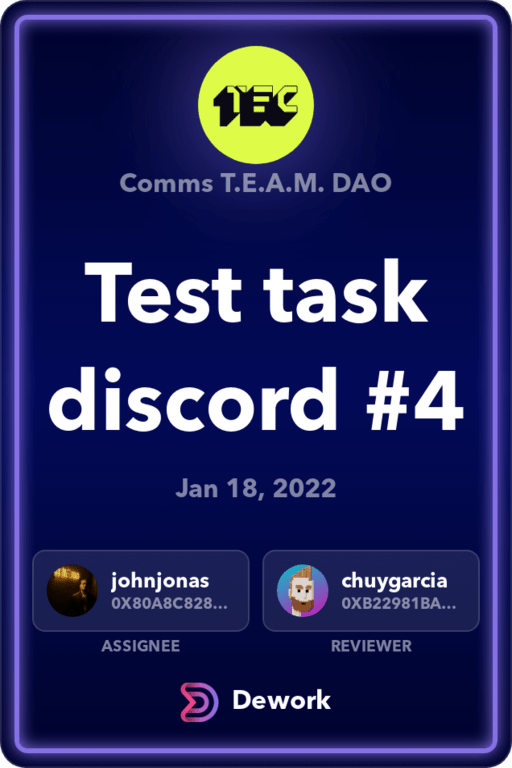 TEC
Comms T.E.A.M. DAO
Test task
discord #4
Jan 18, 2022
johnjonas
0X80A8C828...
chuygarcia
0XB22981BA...
ASSIGNEE
REVIEWER
Dework